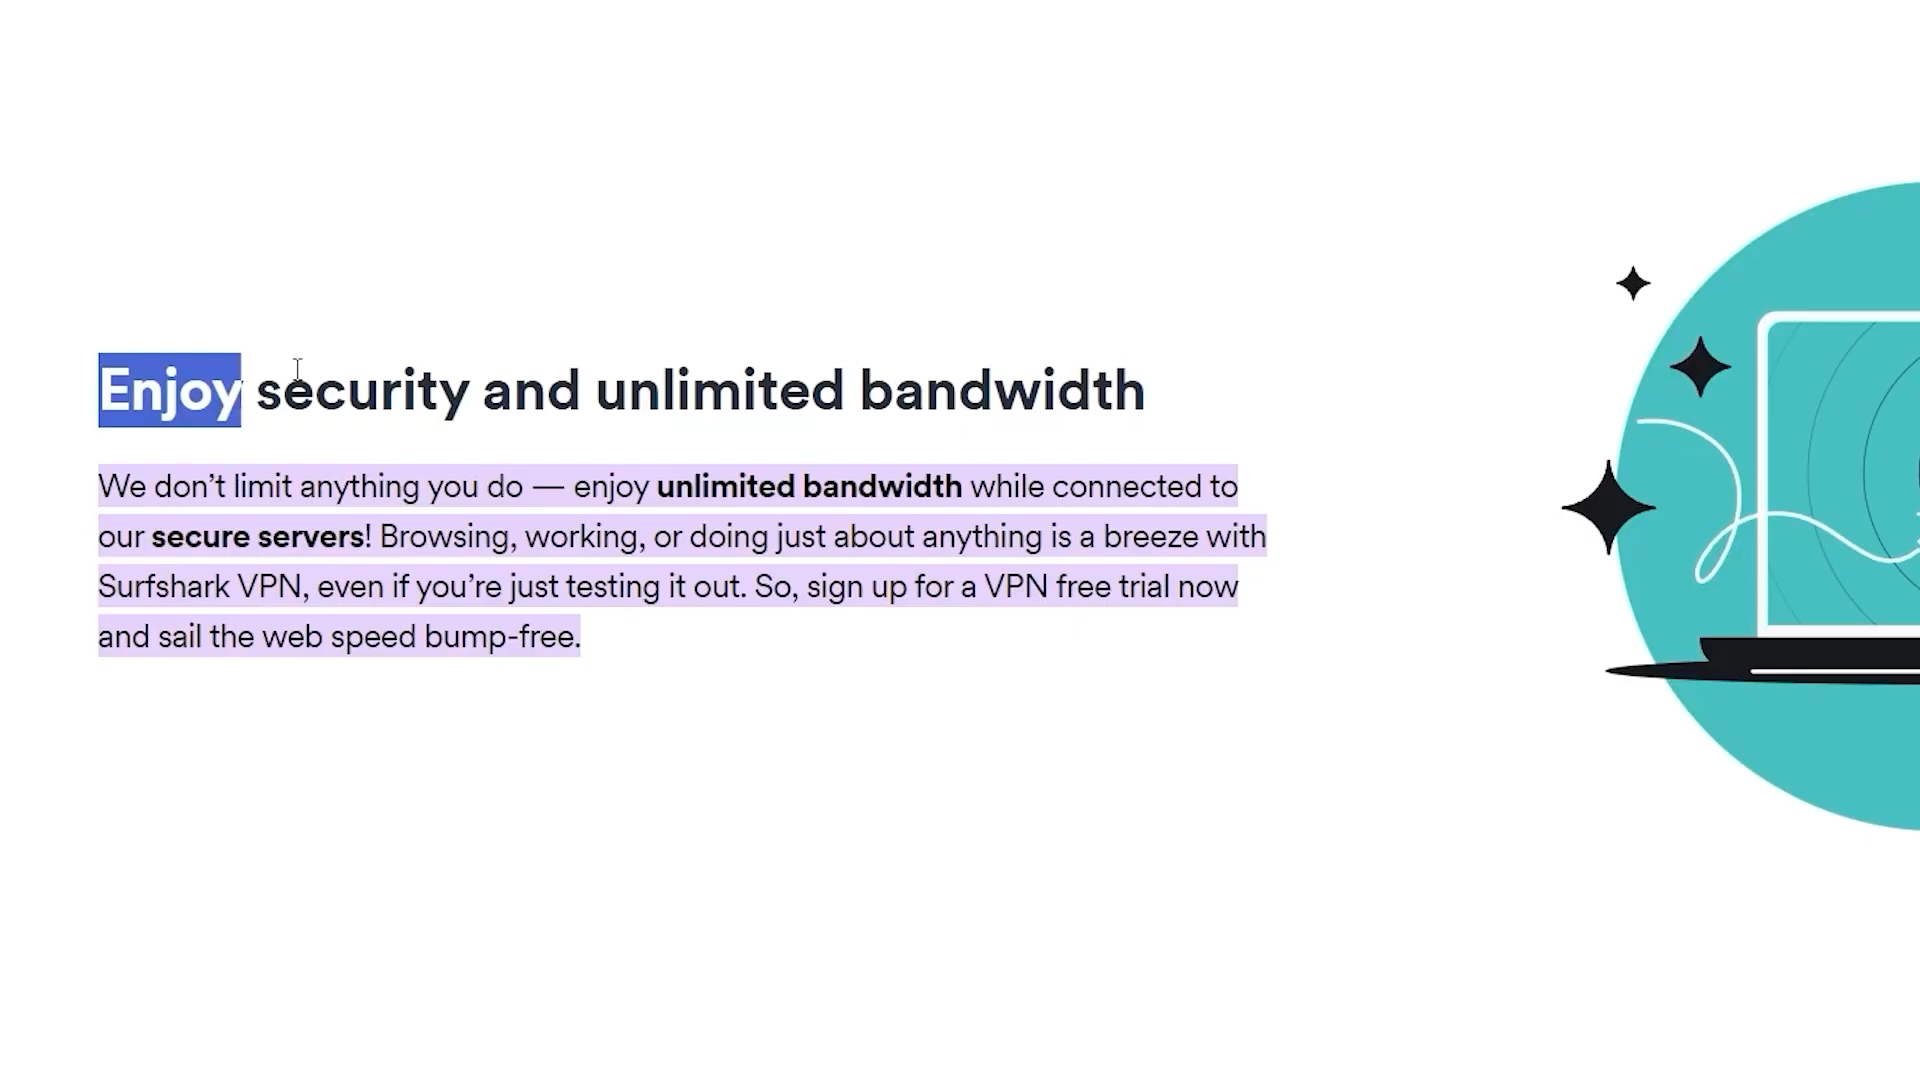 Enjoy security and unlimited bandwidth
We don’t limit anything you do — enjoy unlimited bandwidth while connected to
our secure servers! Browsing, working, or doing just about anything is a breeze with
Surfshark VPN, even if you’re just testing it out. So, sign up for a VPN free trial now
and sail the web speed bump-free.